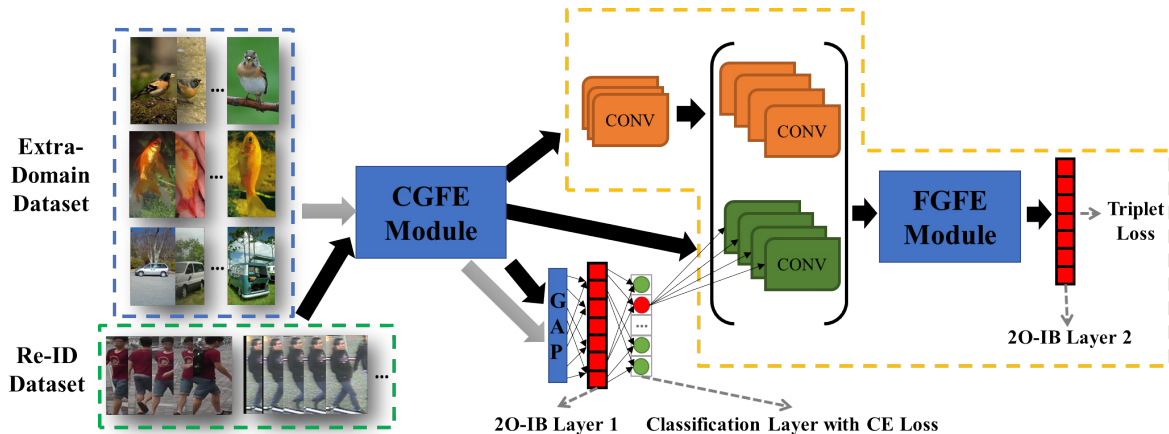 Extra-
Domain
Dataset
...
...
...
Re-ID
Dataset
...
CGFE
Module
GAP
...
CONV
CONV
CONV
FGFE
Module
Triplet
Loss
2O-IB Layer 2
2O-IB Layer 1
Classification Layer with CE Loss